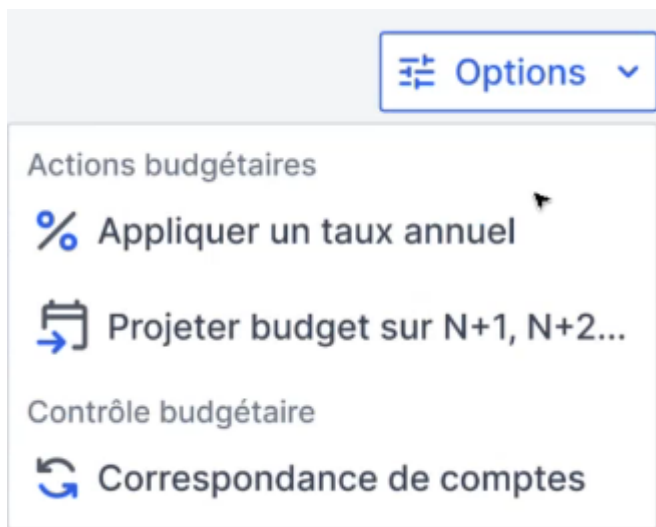 Options
Actions budgétaires
Appliquer un taux annuel
Projeter budget sur N+1, N+2...
Contrôle budgétaire
Correspondance de comptes